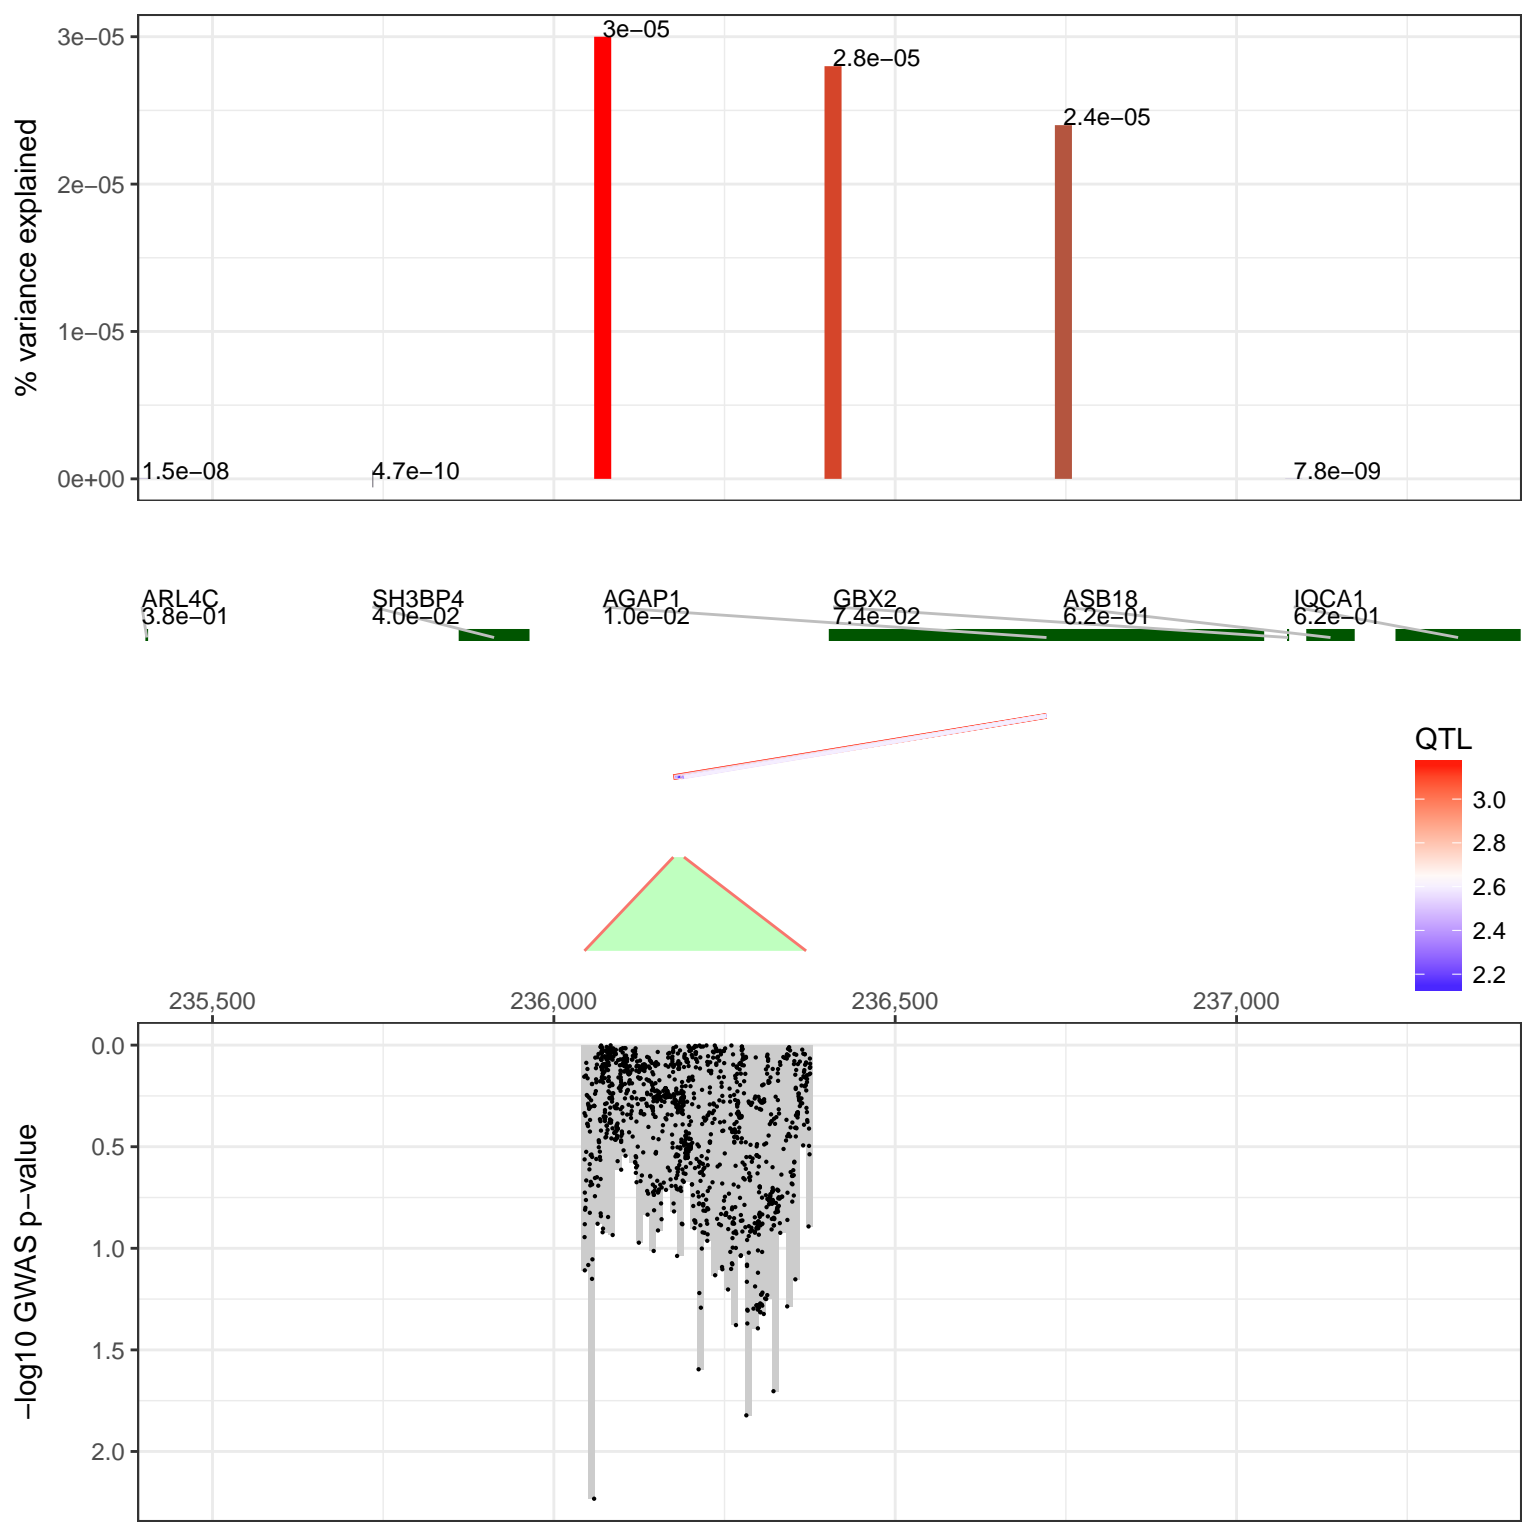 3e−05
2.8e−05
2.4e−05
1.5e−08
4.7e−10
7.8e−09
3e−05
2e−05
1e−05
0e+00
% variance explained
ARL4C
3.8e−01
SH3BP4
4.0e−02
AGAP1
1.0e−02
GBX2
7.4e−02
ASB18
6.2e−01
IQCA1
6.2e−01
QTL
3.0
2.8
2.6
2.4
2.2
235,500
236,000
236,500
237,000
0.0
0.5
1.0
1.5
2.0
−log10 GWAS p−value